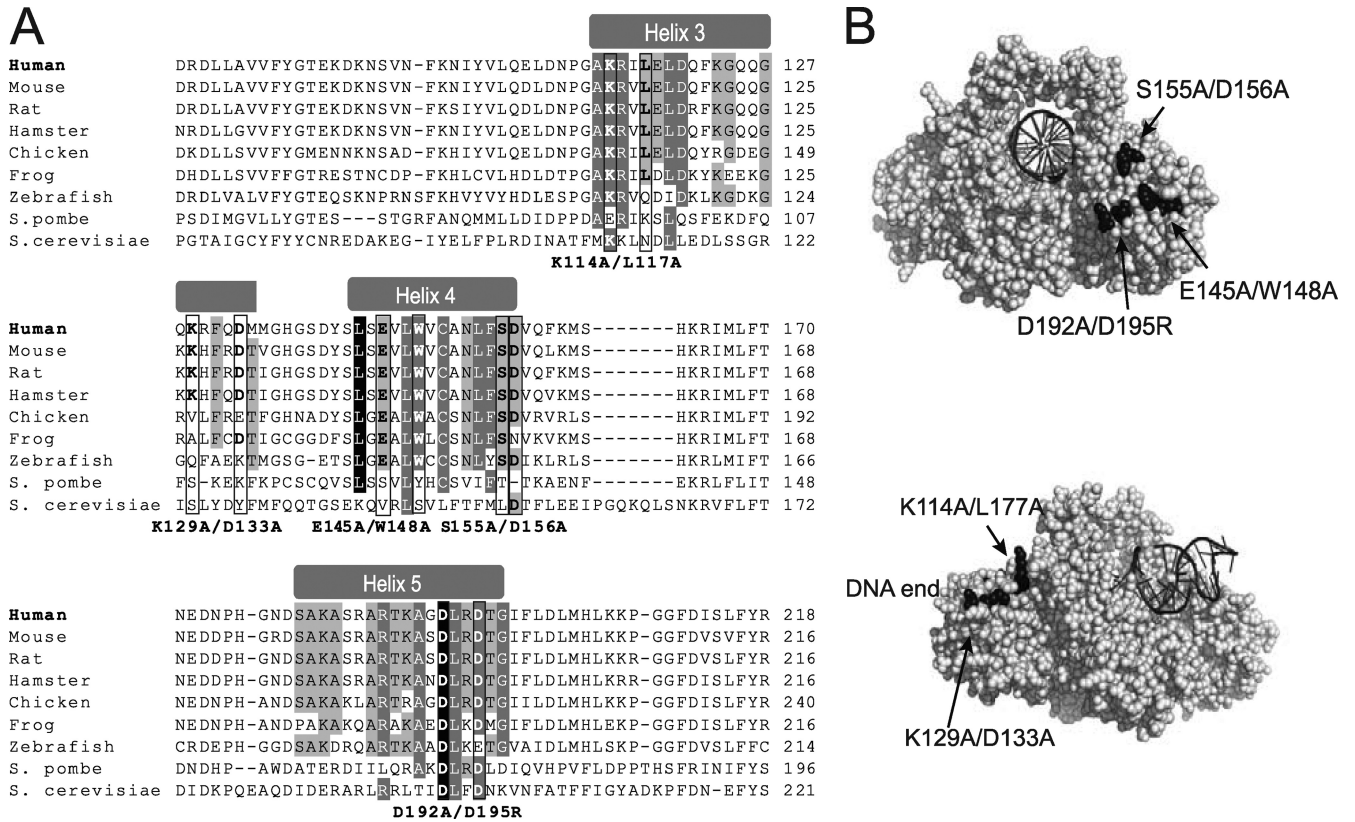 A
Helix 3
Human DRDLLAVVFYGTEKDKNSVN-FKNIYVLQELDNPGAKRILELDQFKGQQG 127
Mouse DRDLLAVVFYGTEKDKNSVN-FKNIYVLQDLDNPGAKRVLELDQFKGQQG 125
Rat DRDLLAVVFYGTEKDKNSVN-FKNIYVLQDLDNPGAKRVLELDQFKGQQG 125
Hamster NRDLLGVVFYGTEKDKNSVN-FKNIYVLQDLDTPGAKRVLELDQFKGQQG 125
Chicken DKDLLSVVFYGMENNKNSAD-FKHIYVLQELDNPGAKRILELDQYRGDEG 149
Frog DHDLLSVVFFGTRESTNCDP-FKHLCVLHDLDTPGAKRILDLDKYKEEKG 125
Zebrafish DRDLVALVFYGTEQSKNPRNSFKHVYVYHDLESPGAKRVQDIDKLKGDKG 124
S.pombe PSDIMGVLLYGTES---STGRFANQMMLLDIDPPDAERIKSLQSFEKDFQ 107
S.cerevisiae PGTAIGCYFYYCNREDAKEG-IYELFPLRDINATFMKKLNDLLEDLSSGR 122
K114A/L117A
Helix 4
Human QKRFQDMMGHGSDYSLSEVLWVCANLFSDVQFKMS-------HKRIMLFT 170
Mouse KKHFRDTVGHGSDYSLSEVLWVCANLFSDVQLKMS-------HKRIMLFT 168
Rat KKHFRDTIGHGSDYSLSEVLWVCANLFSDVQFKMS-------HKRIMLFT 168
Hamster KKHFQDTIGHGSDYSLSEVLWVCANLFSDVQFKMS-------HKRIMLFT 168
Chicken RVLFRETFGHNADYSLGEALWACSNLFSDVRVRLS-------HKRIMLFT 192
Frog RALFCDTIGCGGDFSLGEALWLCSNLFSNVKVKMS-------HKRIMLFT 168
Zebrafish GQFAEKTMGSG-ETSLGEALWCCSNLYSDIKLRLS-------HKRLMIFT 166
S. pombe FS-KEKFKPCSCQVSLSSVLYHCSVIFT-TKAENF-------EKRLFLIT 148
S. cerevisiae ISLYDYFMFQQTGSEKQVRLSVLFTFMLDTFLEEIPGQKQLSNKRVFLFT 172
K129A/D133A E145A/W148A S155A/D156A
Helix 5
Human NEDNPH-GNDSAKASRARTKAGDLRDTGIFLDLMHLKKP-GGFDISLFYR 218
Mouse NEDDPH-GRDSAKASRARTKASDLRDTGIFLDLMHLKKP-GGFDVSVFYR 216
Rat NEDDPH-GNDSAKASRARTKASDLRDTGIFLDLMHLKKR-GGFDVSLFYR 216
Hamster NEDNPH-GNDSAKASRARTKANDLRDTGIFLDLMHLKKR-GGFDISLFYR 216
Chicken NEDNPH-ANDSAKAKLARTRAGDLRDTGIILDLMHLKKP-GGFDISLFYR 240
Frog NEDNPH-ANDPAKAKQARAKAEDLKDMGIFLDLMHLEKP-GGFDISLFYR 216
Zebrafish CRDEPH-GGDSAKDRQARTKAADLKETGVAIDLMHLSKP-GGFDVSLFFC 214
S. pombe DNDHP--AWDATERDIILQRAKDLRDLDIQVHPVFLDPPTHSFRINIFYS 196
S. cerevisiae DIDKPQEAQDIDERARLRRLTIDLFDNKVNFATFFIGYADKPFDN-EFYS 221
D192A/D195R
B
S155A/D156A
E145A/W148A
D192A/D195R
K114A/L177A
DNA end
K129A/D133A